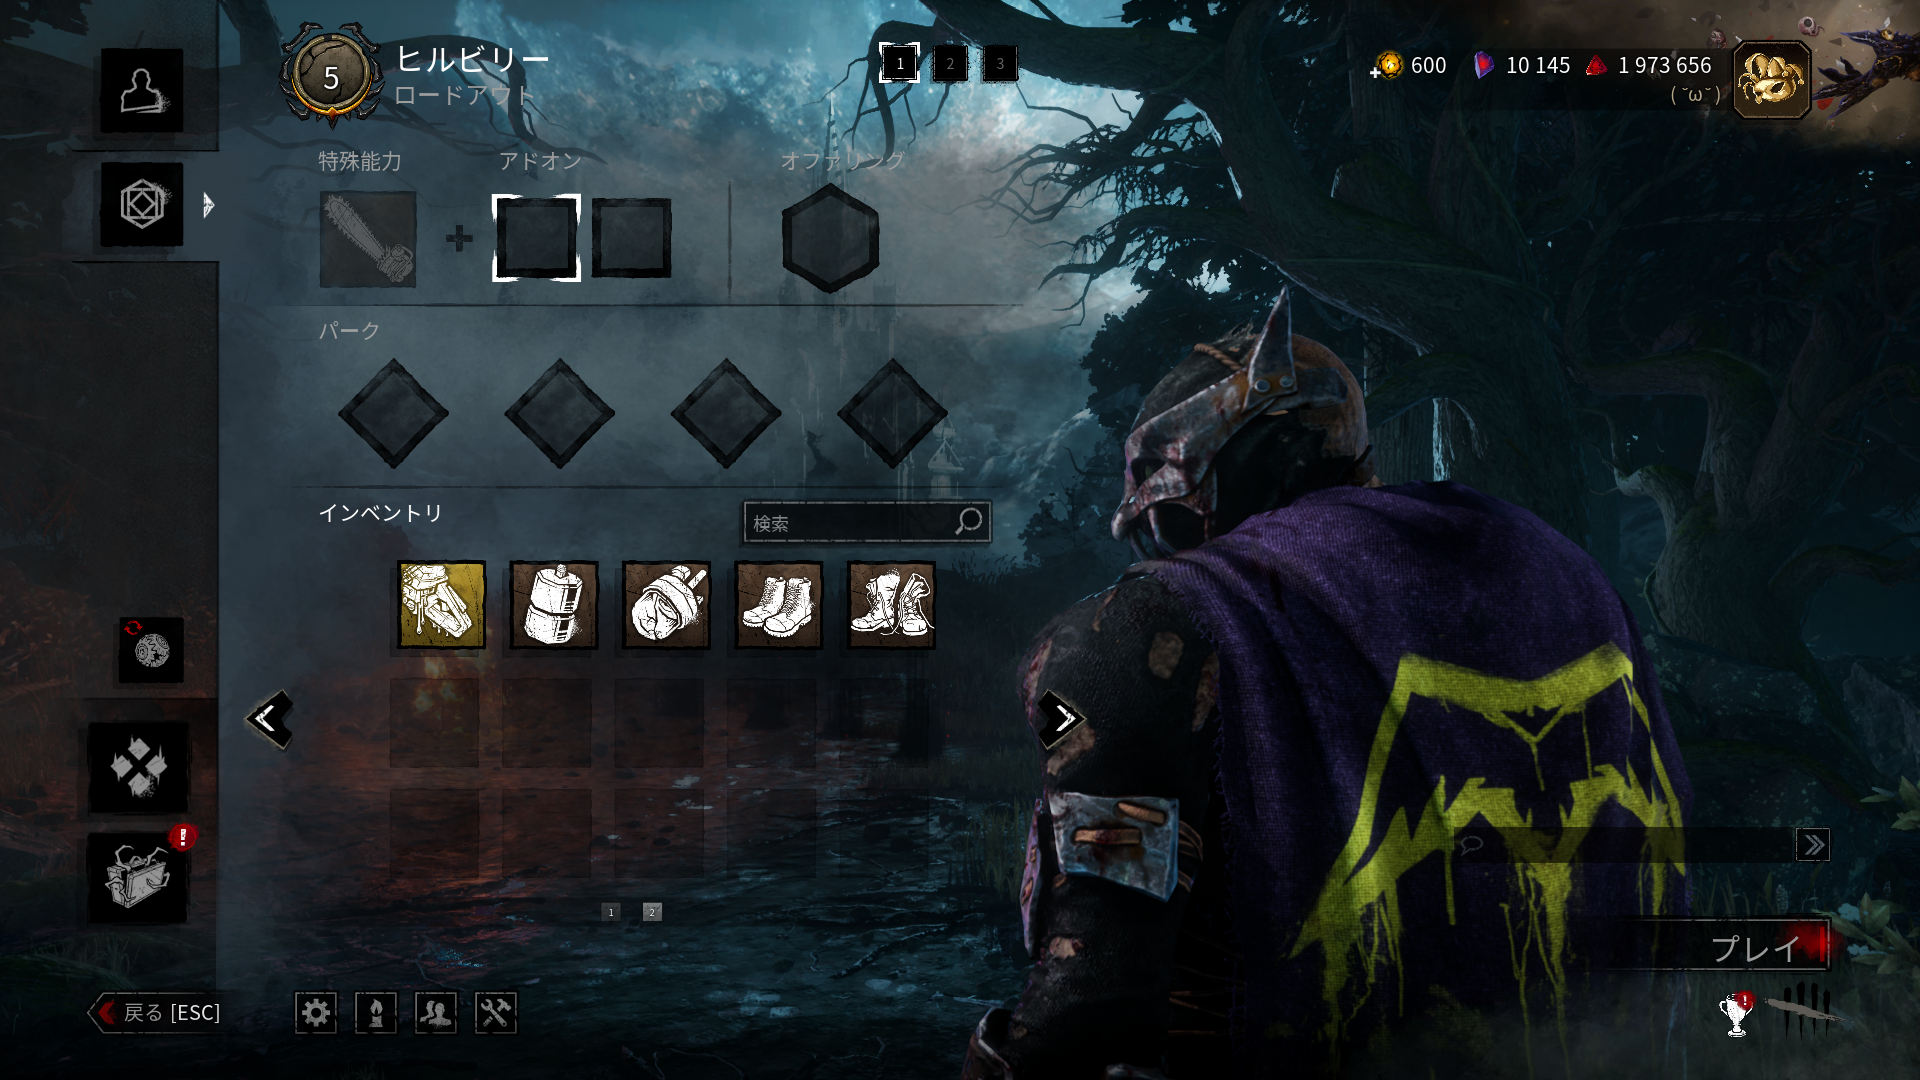 5
ヒルビリー
ロードアウト
1 2 3
600 10 145 1 973 656
( ˘ω˘ )
特殊能力 アドオン オファリング
パーク
インベントリ
検索
1 2
プレイ
戻る [ESC]